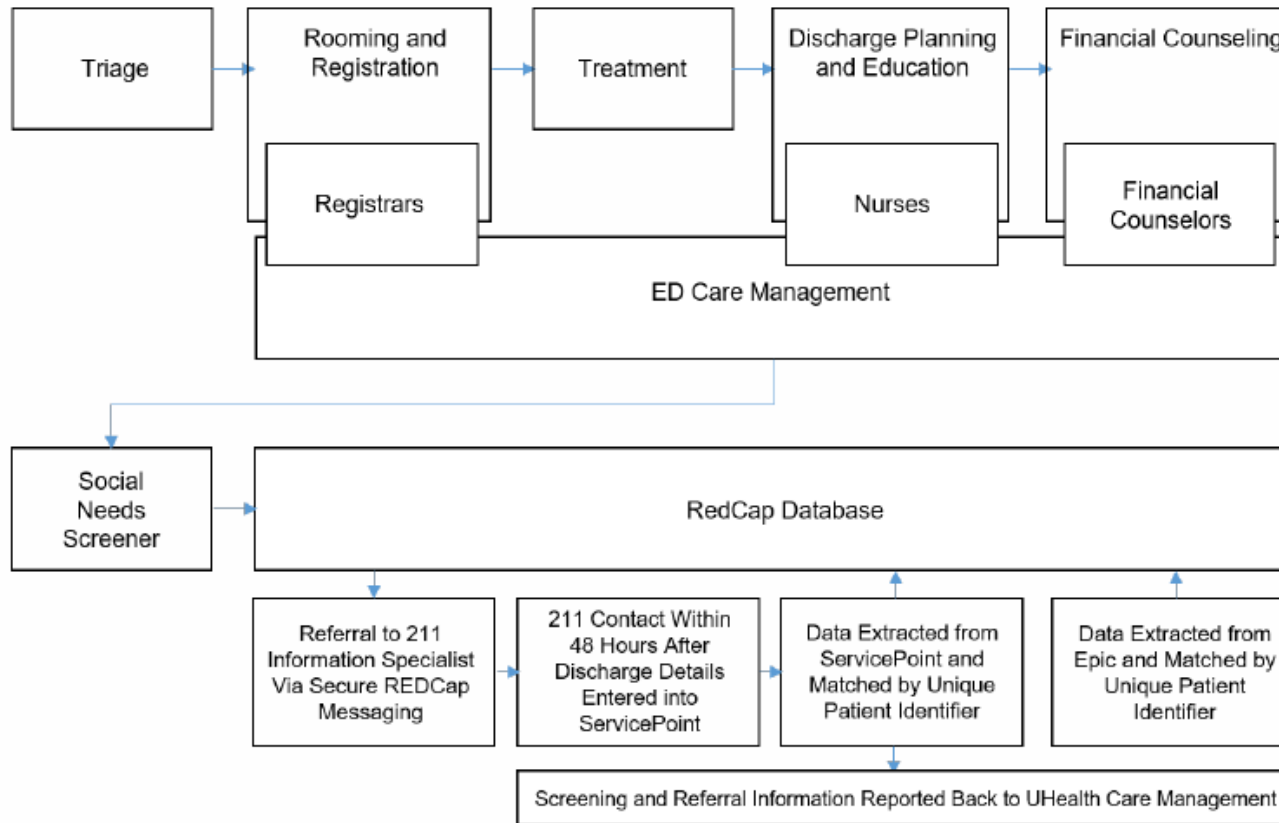 Triage
Rooming and
Registration
Treatment
Discharge Planning
and Education
Financial Counseling
Registrars
Nurses
Financial
Counselors
ED Care Management
Social
Needs
Screener
RedCap Database
Referral to 211
Information Specialist
Via Secure REDCap
Messaging
211 Contact Within
48 Hours After
Discharge Details
Entered into
ServicePoint
Data Extracted from
ServicePoint and
Matched by Unique
Patient Identifier
Data Extracted from
Epic and Matched by
Unique Patient
Identifier
Screening and Referral Information Reported Back to UHealth Care Management